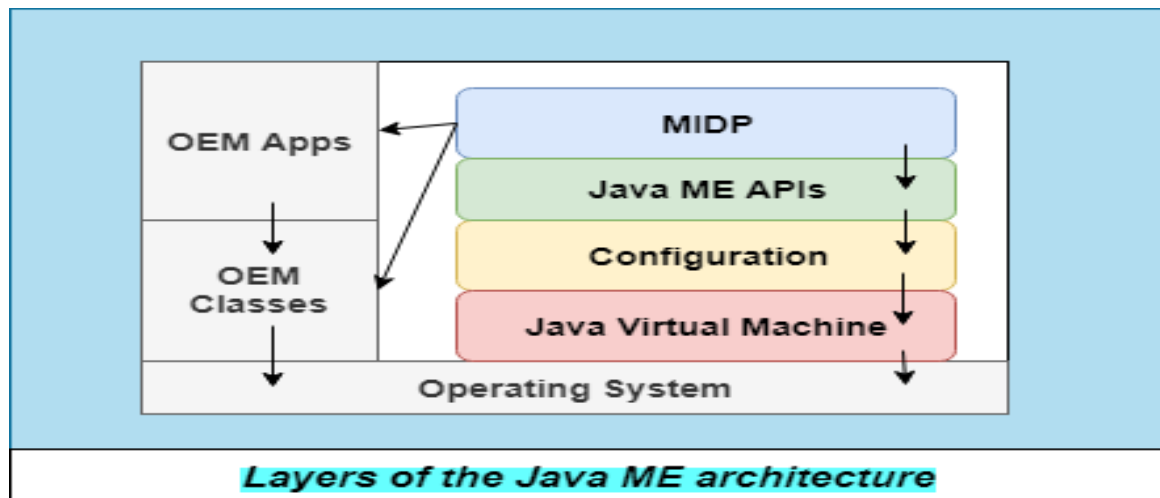 OEM Apps
OEM
Classes
MIDP
Java ME APIs
Configuration
Java Virtual Machine
Operating System
Layers of the Java ME architecture